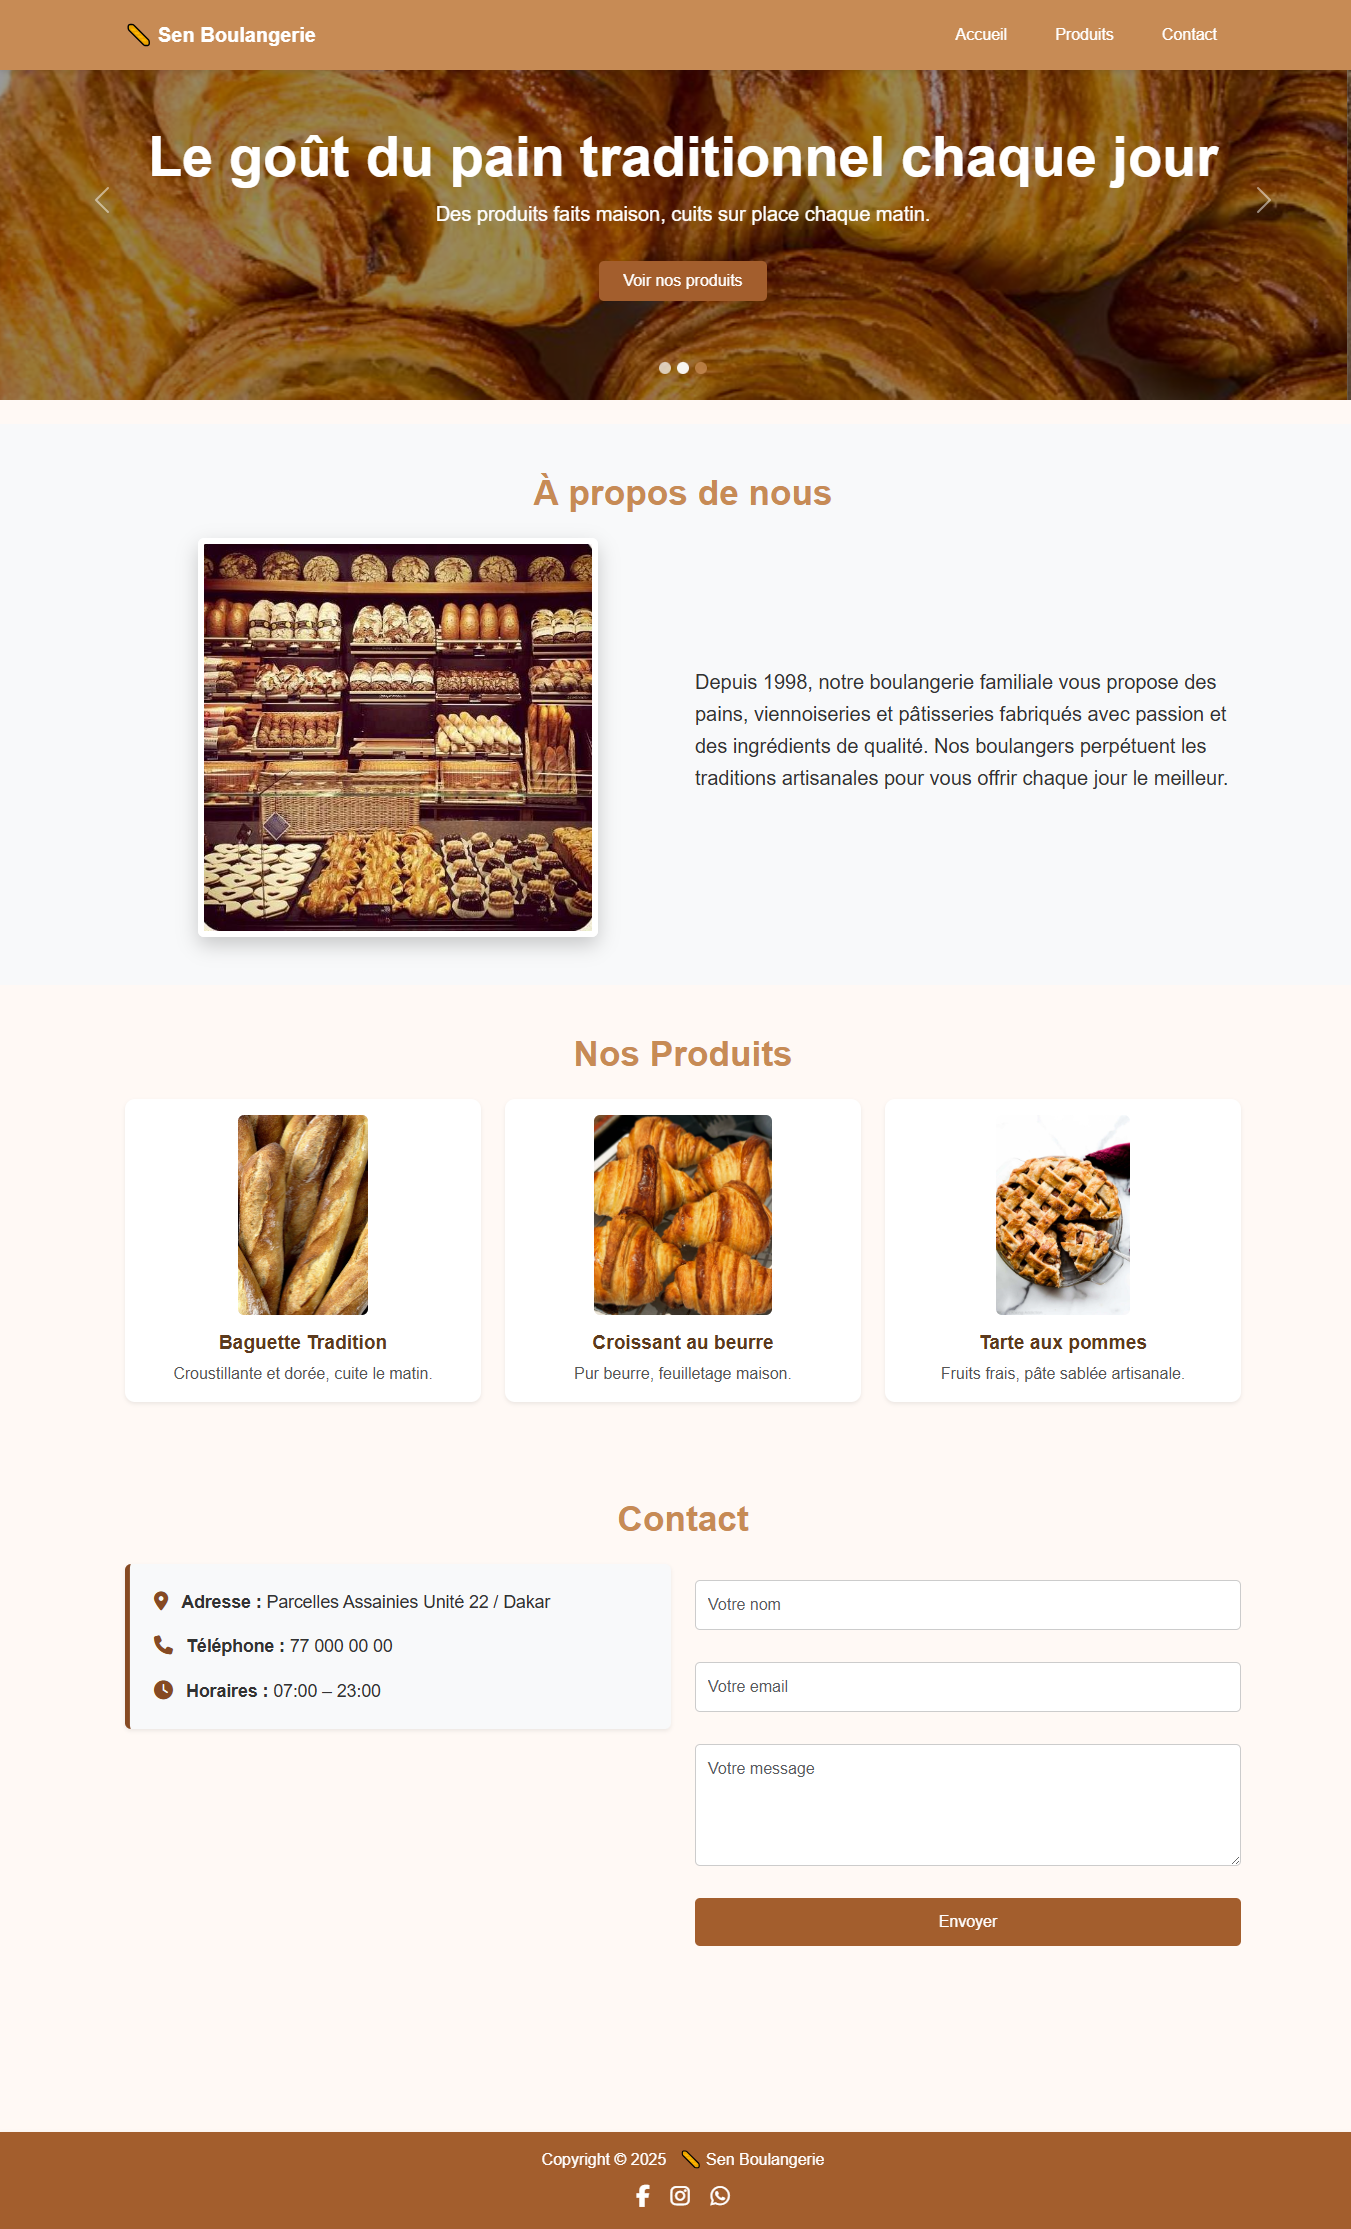 Sen Boulangerie
Accueil
Produits
Contact
Le goût du pain traditionnel chaque jour
Des produits faits maison, cuits sur place chaque matin.
Voir nos produits
À propos de nous
Depuis 1998, notre boulangerie familiale vous propose des
pains, viennoiseries et pâtisseries fabriqués avec passion et
des ingrédients de qualité. Nos boulangers perpétuent les
traditions artisanales pour vous offrir chaque jour le meilleur.
Nos Produits
Baguette Tradition
Croustillante et dorée, cuite le matin.
Croissant au beurre
Pur beurre, feuilletage maison.
Tarte aux pommes
Fruits frais, pâte sablée artisanale.
Contact
Adresse : Parcelles Assainies Unité 22 / Dakar
Téléphone : 77 000 00 00
Horaires : 07:00 – 23:00
Votre nom
Votre email
Votre message
Envoyer
Copyright © 2025 Sen Boulangerie